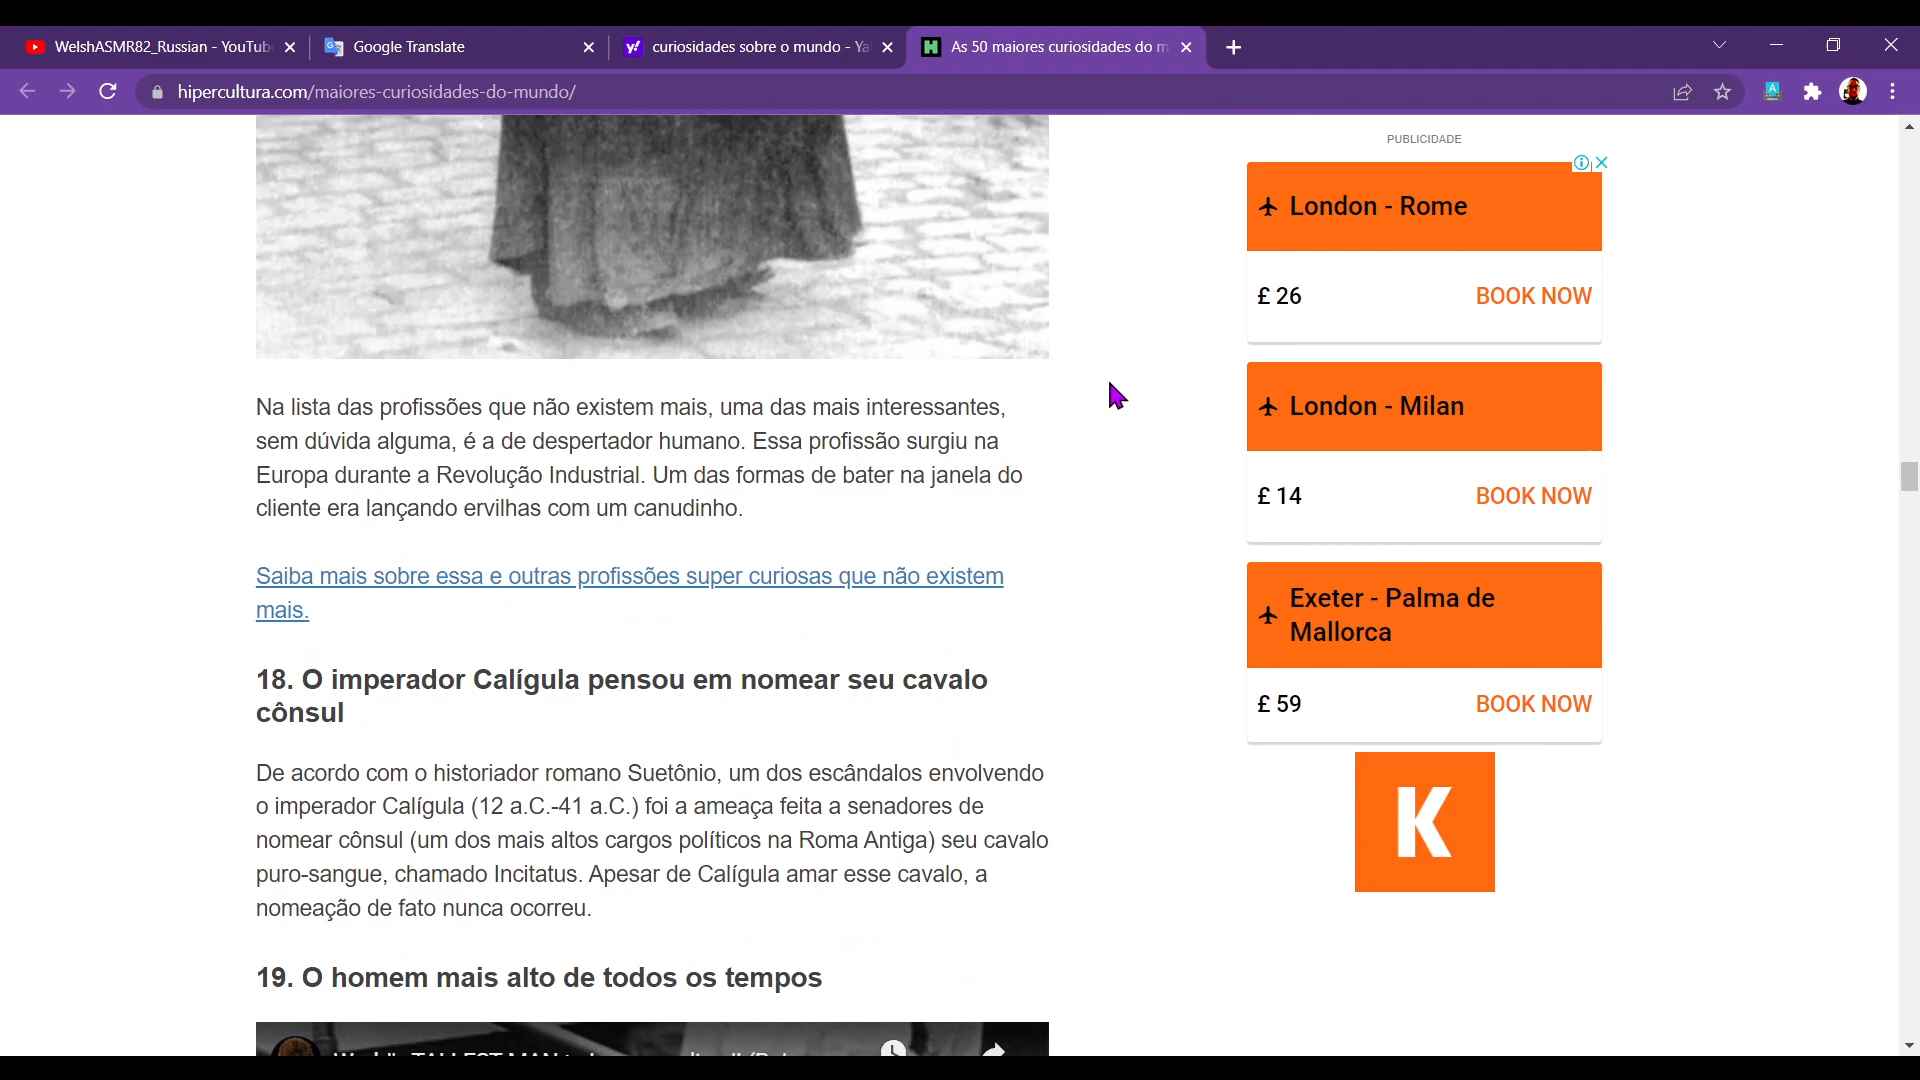 WelshASMR82_Russian - YouTub
Google Translate
curiosidades sobre o mundo - Ya
As 50 maiores curiosidades do m
hipercultura.com/maiores-curiosidades-do-mundo/
Na lista das profissões que não existem mais, uma das mais interessantes,
sem dúvida alguma, é a de despertador humano. Essa profissão surgiu na
Europa durante a Revolução Industrial. Um das formas de bater na janela do
cliente era lançando ervilhas com um canudinho.
Saiba mais sobre essa e outras profissões super curiosas que não existem
mais.
18. O imperador Calígula pensou em nomear seu cavalo
cônsul
De acordo com o historiador romano Suetônio, um dos escândalos envolvendo
o imperador Calígula (12 a.C.-41 a.C.) foi a ameaça feita a senadores de
nomear cônsul (um dos mais altos cargos políticos na Roma Antiga) seu cavalo
puro-sangue, chamado Incitatus. Apesar de Calígula amar esse cavalo, a
nomeação de fato nunca ocorreu.
19. O homem mais alto de todos os tempos
PUBLICIDADE
London - Rome
£ 26 BOOK NOW
London - Milan
£ 14 BOOK NOW
Exeter - Palma de
Mallorca
£ 59 BOOK NOW
K